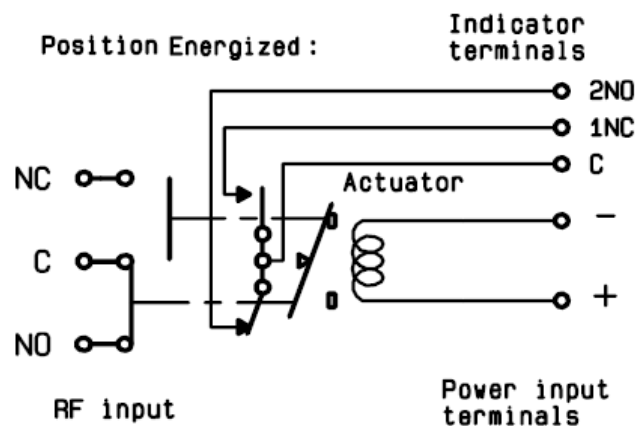 Position Energized :
Indicator
terminals
2NO
1NC
C
NC
Actuator
−
C
+
NO
RF input
Power input
terminals